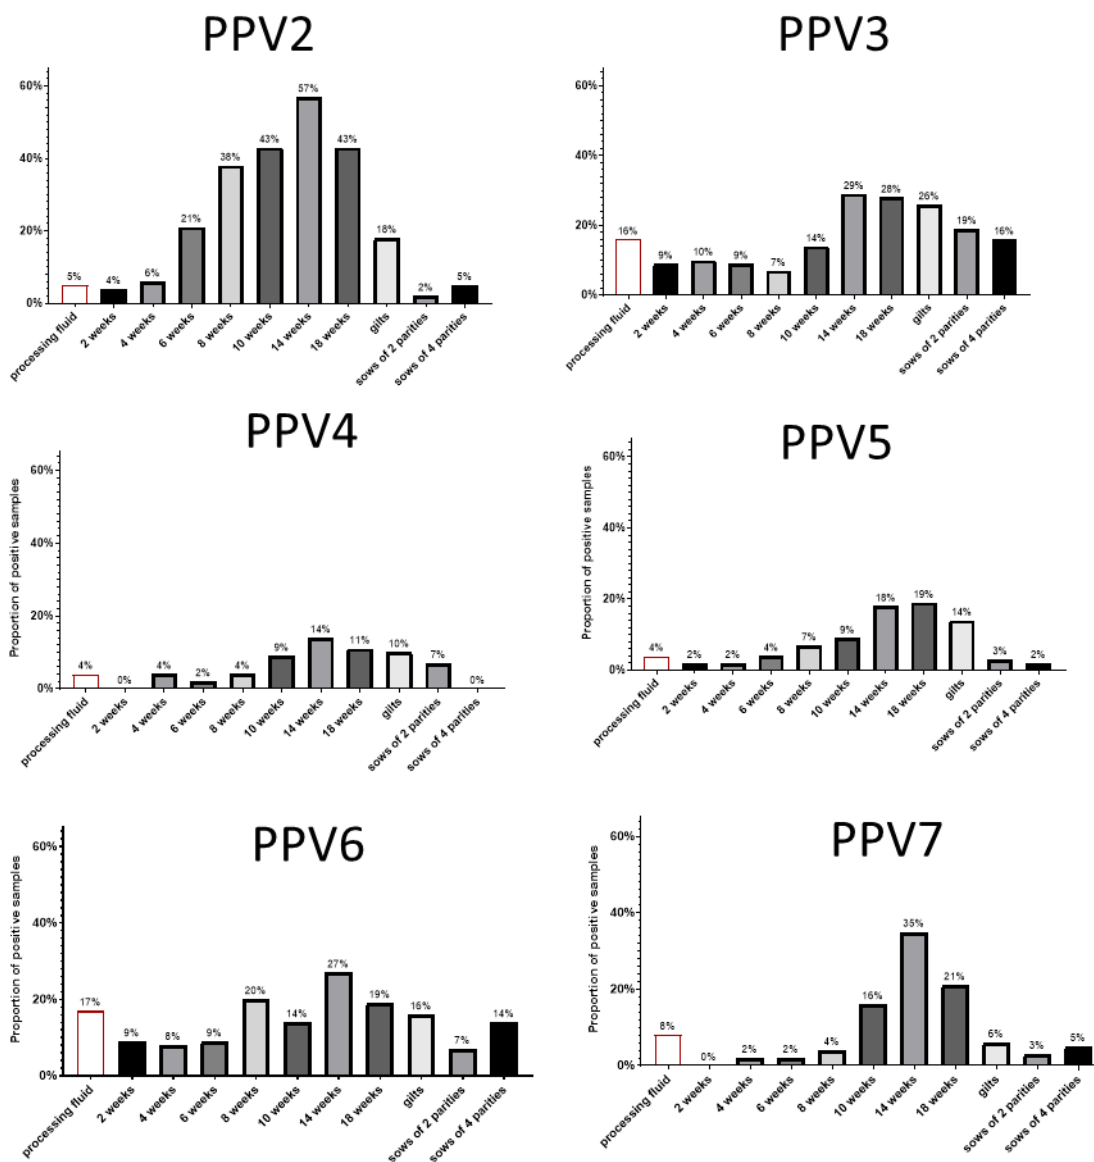 PPV2
60%
40%
20%
0%
5%
4%
6%
21%
38%
43%
57%
43%
18%
2%
5%
processing fluid
2 weeks
4 weeks
6 weeks
8 weeks
10 weeks
14 weeks
18 weeks
gilts
sows of 2 parities
sows of 4 parities
PPV3
60%
40%
20%
0%
16%
9%
10%
9%
7%
14%
29%
28%
26%
19%
16%
processing fluid
2 weeks
4 weeks
6 weeks
8 weeks
10 weeks
14 weeks
18 weeks
gilts
sows of 2 parities
sows of 4 parities
PPV4
Proportion of positive samples
60%
40%
20%
0%
4%
0%
4%
2%
4%
9%
14%
11%
10%
7%
0%
processing fluid
2 weeks
4 weeks
6 weeks
8 weeks
10 weeks
14 weeks
18 weeks
gilts
sows of 2 parities
sows of 4 parities
PPV5
Proportion of positive samples
60%
40%
20%
0%
4%
2%
2%
4%
7%
9%
18%
19%
14%
3%
2%
processing fluid
2 weeks
4 weeks
6 weeks
8 weeks
10 weeks
14 weeks
18 weeks
gilts
sows of 2 parities
sows of 4 parities
PPV6
Proportion of positive samples
60%
40%
20%
0%
17%
9%
8%
9%
20%
14%
27%
19%
16%
7%
14%
processing fluid
2 weeks
4 weeks
6 weeks
8 weeks
10 weeks
14 weeks
18 weeks
gilts
sows of 2 parities
sows of 4 parities
PPV7
Proportion of positive samples
60%
40%
20%
0%
8%
0%
2%
2%
4%
16%
35%
21%
6%
3%
5%
processing fluid
2 weeks
4 weeks
6 weeks
8 weeks
10 weeks
14 weeks
18 weeks
gilts
sows of 2 parities
sows of 4 parities